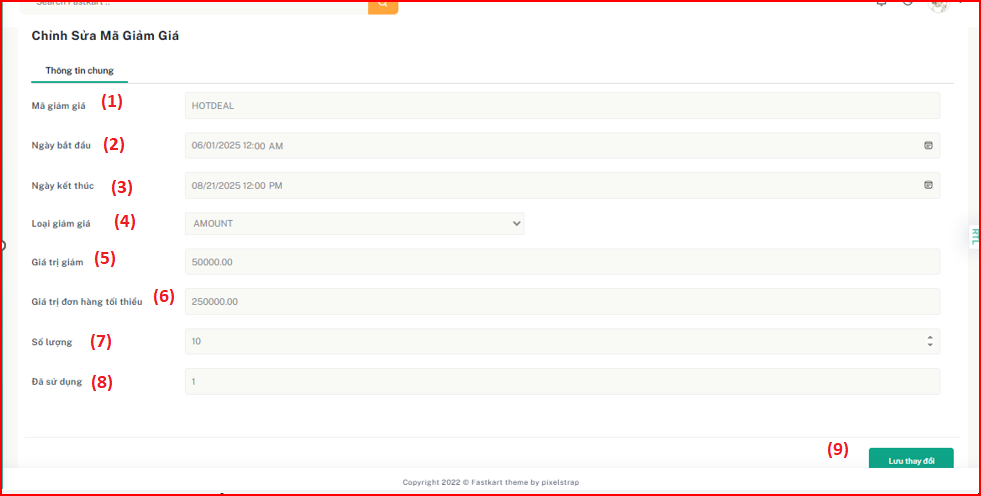 Search Fastkart ..
Chỉnh Sửa Mã Giảm Giá
Thông tin chung
Mã giảm giá (1) HOTDEAL
Ngày bắt đầu (2) 06/01/2025 12:00 AM
Ngày kết thúc (3) 08/21/2025 12:00 PM
Loại giảm giá (4) AMOUNT
Giá trị giảm (5) 50000.00
Giá trị đơn hàng tối thiểu (6) 250000.00
Số lượng (7) 10
Đã sử dụng (8) 1
RTL
(9) Lưu thay đổi
Copyright 2022 © Fastkart theme by pixelstrap